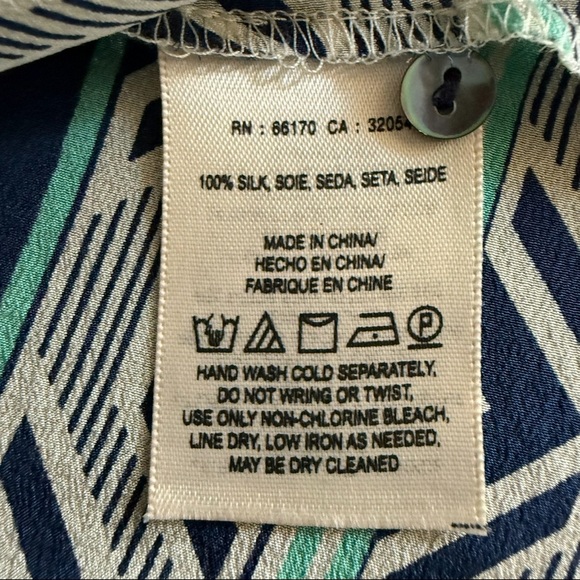 RN : 66170 CA : 32054
100% SILK, SOIE, SEDA, SETA, SEIDE
MADE IN CHINA/
HECHO EN CHINA/
FABRIQUE EN CHINE
P
HAND WASH COLD SEPARATELY,
DO NOT WRING OR TWIST,
USE ONLY NON-CHLORINE BLEACH,
LINE DRY, LOW IRON AS NEEDED,
MAY BE DRY CLEANED